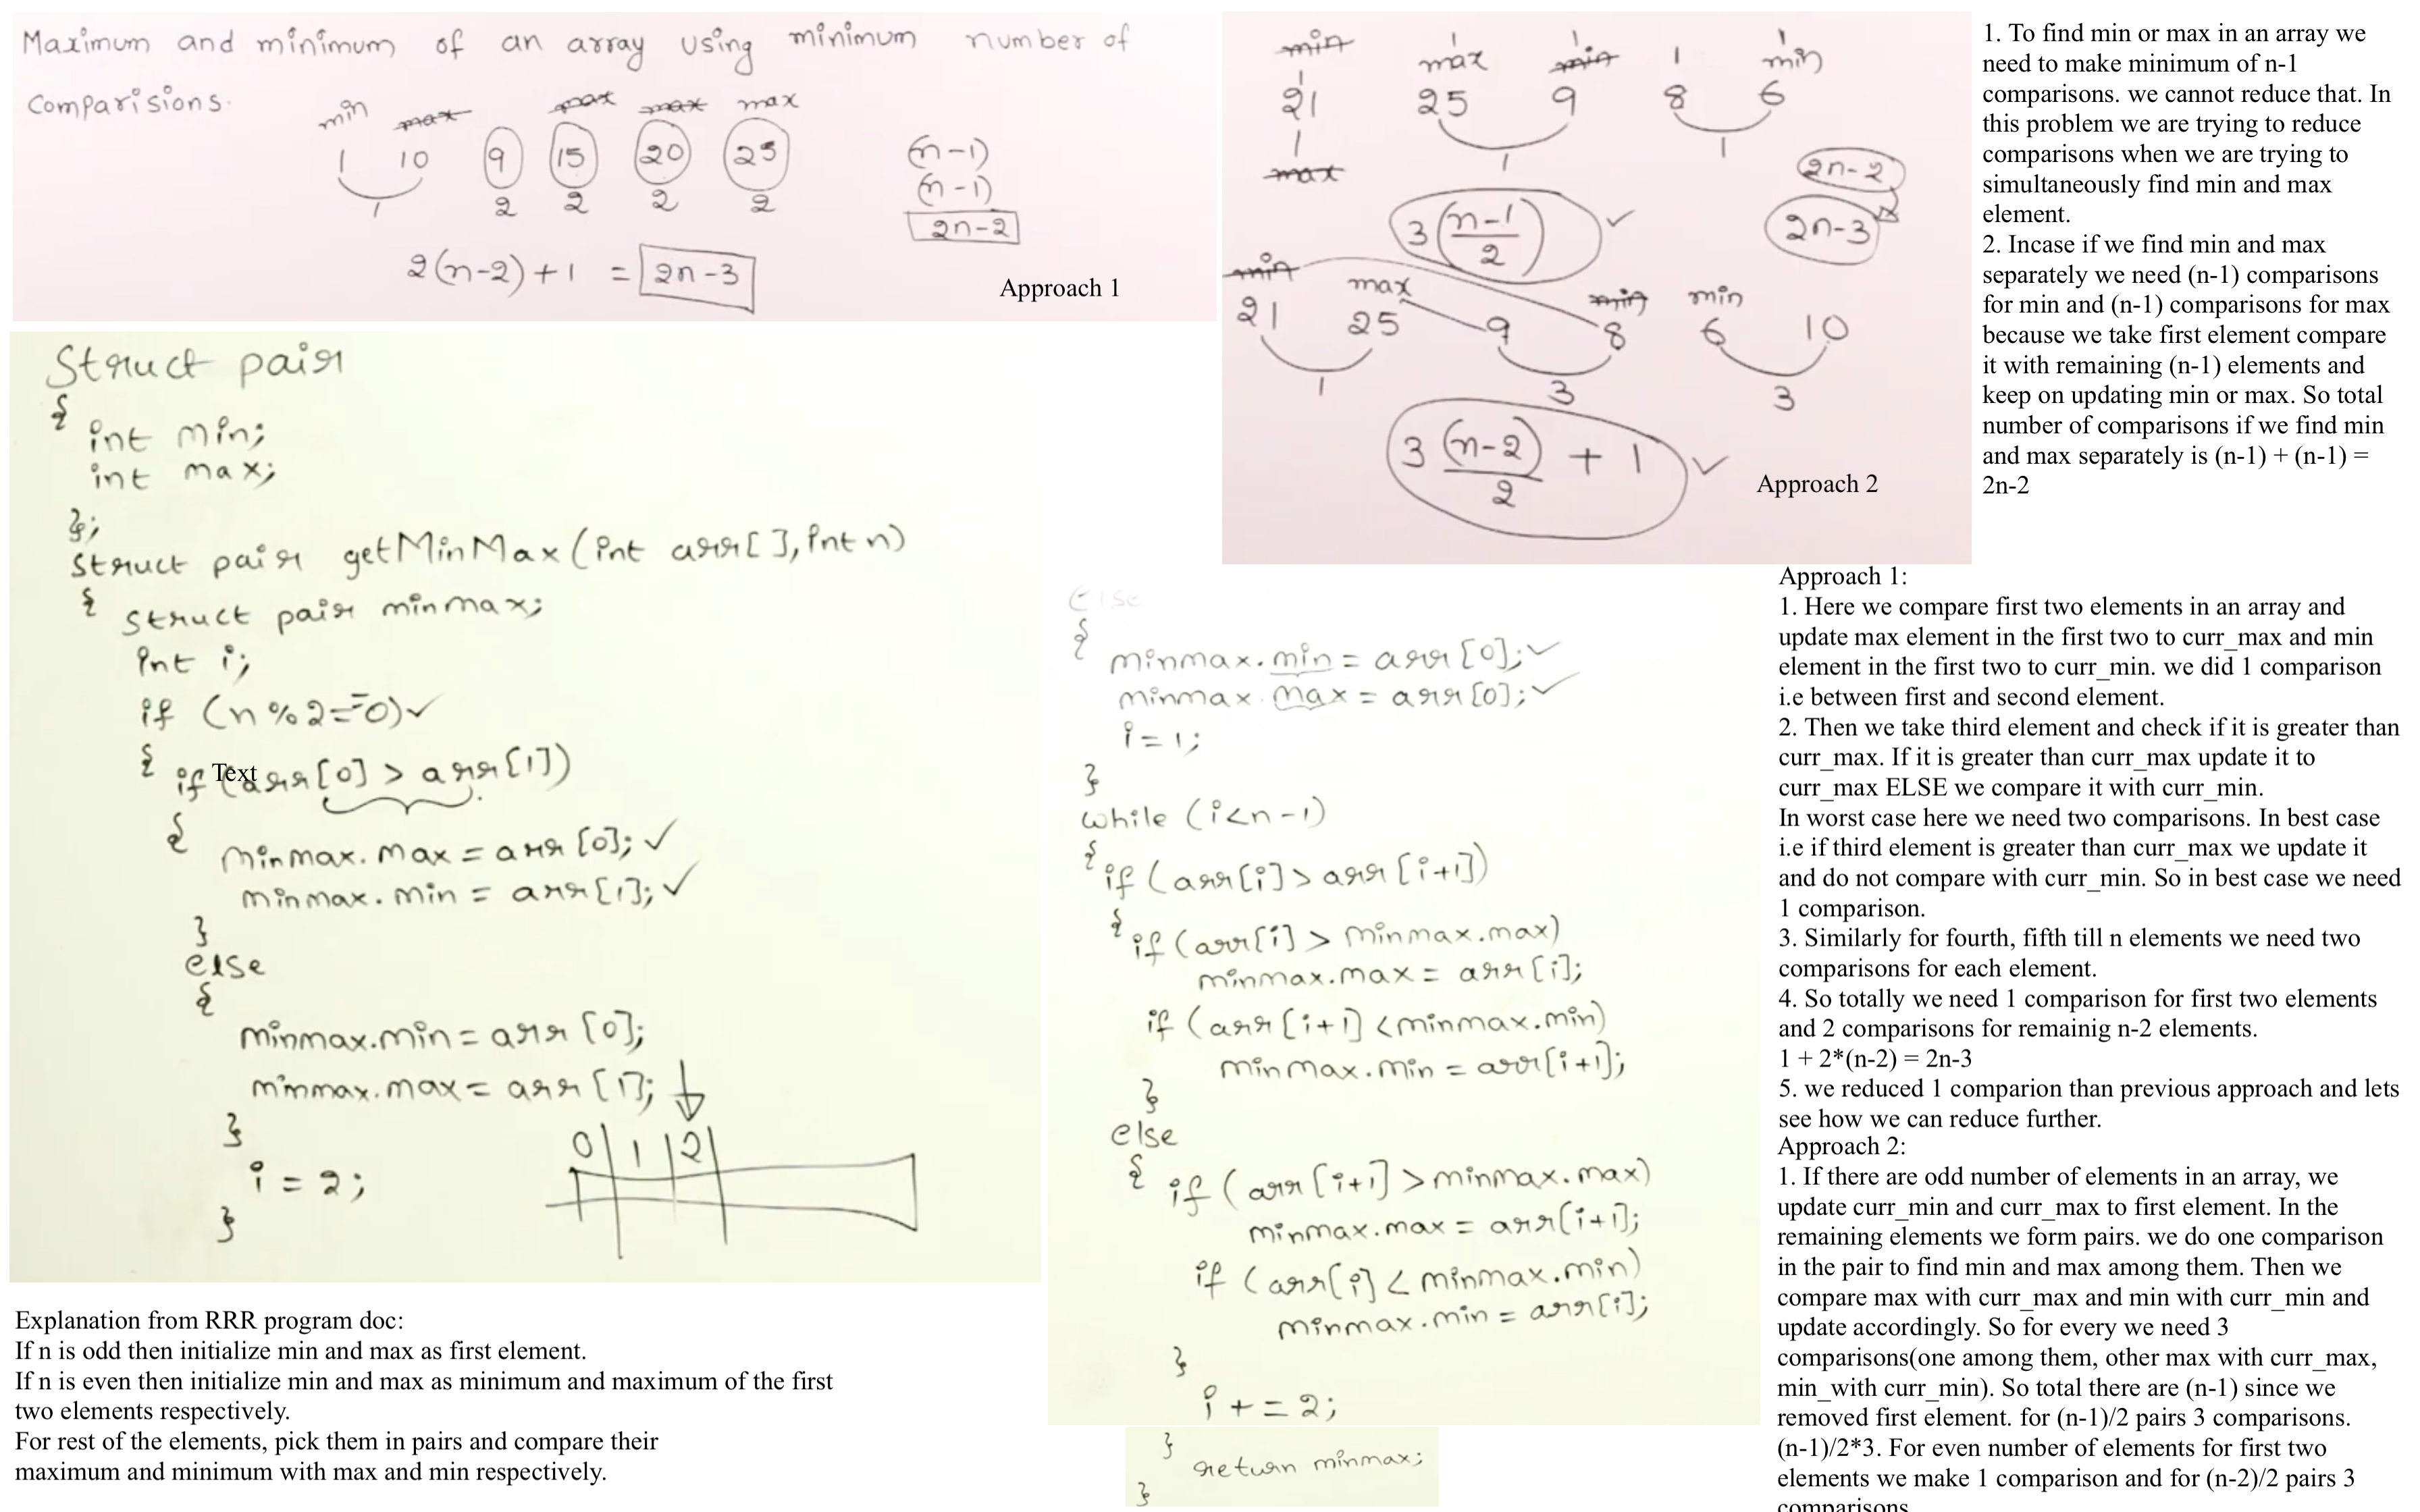 Maximum and minimum of an array using minimum number of
Comparisions.
min max max max max
1 10 9 15 20 25
1 2 2 2 2
(n-1)
(n-1)
2n-2
2(n-2)+1 = 2n-3
Approach 1
min max min 1 min
21 25 9 8 6
1 1 1
max
2n-2
3(n-1)/2 ✓
2n-3
min max min min
21 25 9 8 6 10
1 3 3
3(n-2)/2 + 1 ✓
Approach 2
1. To find min or max in an array we
need to make minimum of n-1
comparisons. we cannot reduce that. In
this problem we are trying to reduce
comparisons when we are trying to
simultaneously find min and max
element.
2. Incase if we find min and max
separately we need (n-1) comparisons
for min and (n-1) comparisons for max
because we take first element compare
it with remaining (n-1) elements and
keep on updating min or max. So total
number of comparisons if we find min
and max separately is (n-1) + (n-1) =
2n-2
Struct pair
{
int min;
int max;
};
Struct pair getMinMax(int arr[], int n)
{ Struct pair minmax;
int i;
if (n%2==0)✓
{ if (arr[0] > arr[1])
Text
{
minmax.max = arr[0]; ✓
minmax.min = arr[1]; ✓
}
else
{
minmax.min = arr[0];
minmax.max = arr[1];
}
i = 2;
}
0 1 2
else
{
minmax.min = arr[0]; ✓
minmax.max = arr[0]; ✓
i = 1;
}
while (i<n-1)
{ if (arr[i] > arr[i+1])
{ if (arr[i] > minmax.max)
minmax.max = arr[i];
if (arr[i+1] < minmax.min)
minmax.min = arr[i+1];
}
else
{ if (arr[i+1] > minmax.max)
minmax.max = arr[i+1];
if (arr[i] < minmax.min)
minmax.min = arr[i];
}
i += 2;
}
return minmax;
}
Explanation from RRR program doc:
If n is odd then initialize min and max as first element.
If n is even then initialize min and max as minimum and maximum of the first
two elements respectively.
For rest of the elements, pick them in pairs and compare their
maximum and minimum with max and min respectively.
Approach 1:
1. Here we compare first two elements in an array and
update max element in the first two to curr_max and min
element in the first two to curr_min. we did 1 comparison
i.e between first and second element.
2. Then we take third element and check if it is greater than
curr_max. If it is greater than curr_max update it to
curr_max ELSE we compare it with curr_min.
In worst case here we need two comparisons. In best case
i.e if third element is greater than curr_max we update it
and do not compare with curr_min. So in best case we need
1 comparison.
3. Similarly for fourth, fifth till n elements we need two
comparisons for each element.
4. So totally we need 1 comparison for first two elements
and 2 comparisons for remainig n-2 elements.
1 + 2*(n-2) = 2n-3
5. we reduced 1 comparion than previous approach and lets
see how we can reduce further.
Approach 2:
1. If there are odd number of elements in an array, we
update curr_min and curr_max to first element. In the
remaining elements we form pairs. we do one comparison
in the pair to find min and max among them. Then we
compare max with curr_max and min with curr_min and
update accordingly. So for every we need 3
comparisons(one among them, other max with curr_max,
min_with curr_min). So total there are (n-1) since we
removed first element. for (n-1)/2 pairs 3 comparisons.
(n-1)/2*3. For even number of elements for first two
elements we make 1 comparison and for (n-2)/2 pairs 3
comparisons